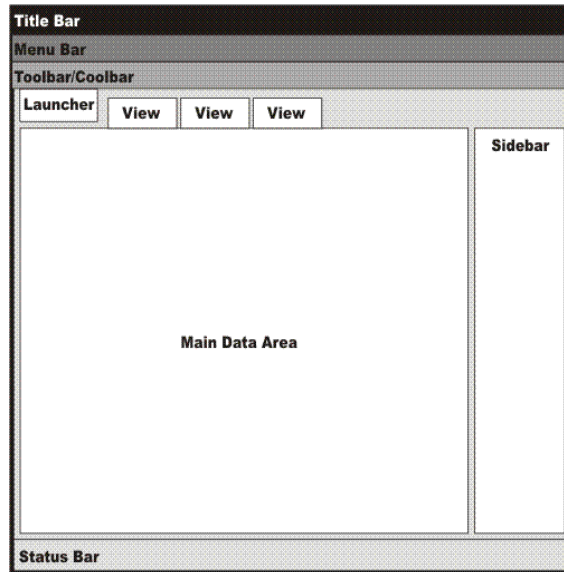 Title Bar
Menu Bar
Toolbar/Coolbar
Launcher
View View View
Sidebar
Main Data Area
Status Bar